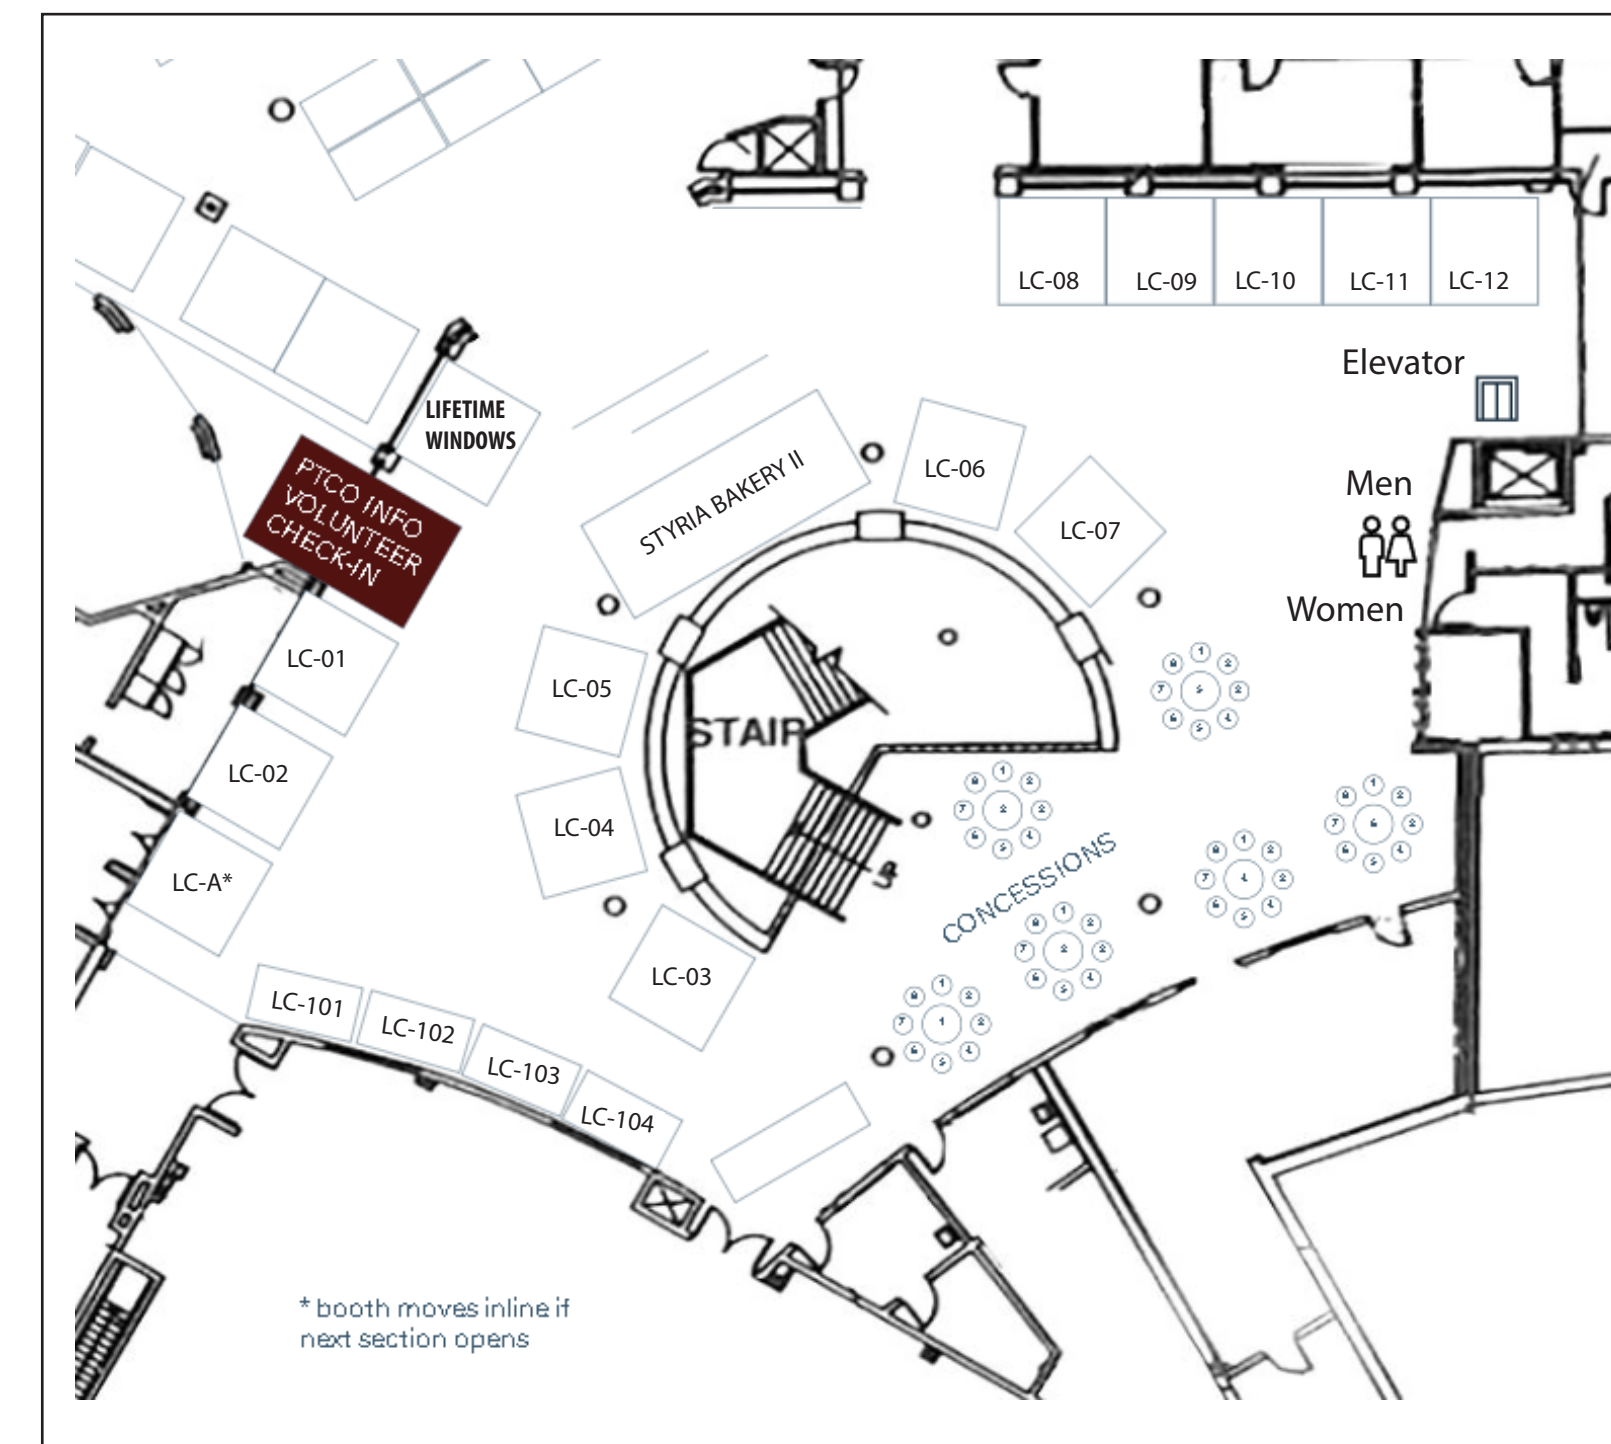 LC-08
LC-09
LC-10
LC-11
LC-12
Elevator
LIFETIME
WINDOWS
PTCO INFO
VOLUNTEER
CHECK-IN
STYRIA BAKERY II
LC-06
LC-07
Men
Women
LC-01
LC-05
STAIR
LC-02
LC-04
UP
LC-A*
LC-03
CONCESSIONS
LC-101
LC-102
LC-103
LC-104
* booth moves inline if
next section opens